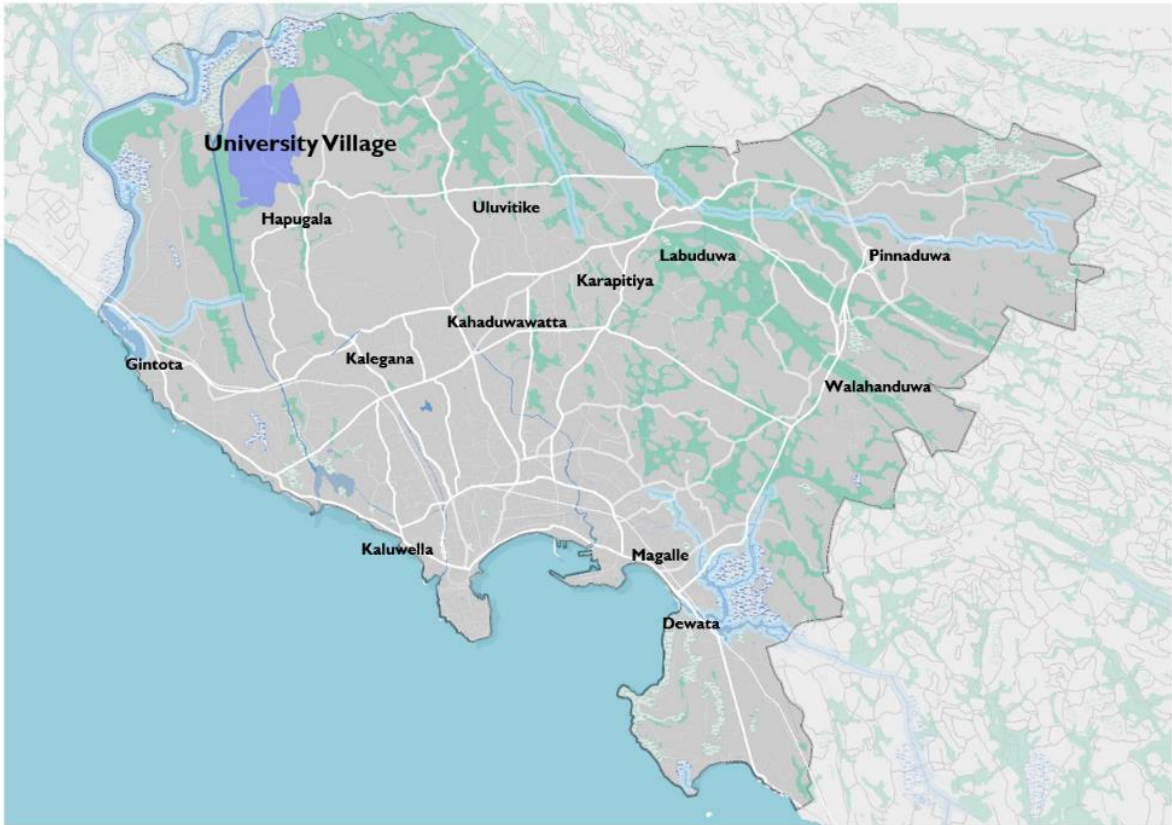 University Village
Uluvitike
Hapugala
Labuduwa
Pinnaduwa
Karapitiya
Kahaduwawatta
Kalegana
Gintota
Walahanduwa
Kaluwella
Magalle
Dewata